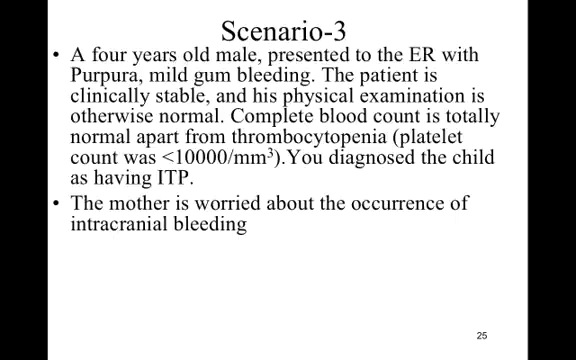 Scenario-3
• A four years old male, presented to the ER with
Purpura, mild gum bleeding. The patient is
clinically stable, and his physical examination is
otherwise normal. Complete blood count is totally
normal apart from thrombocytopenia (platelet
count was <10000/mm³).You diagnosed the child
as having ITP.
• The mother is worried about the occurrence of
intracranial bleeding
25